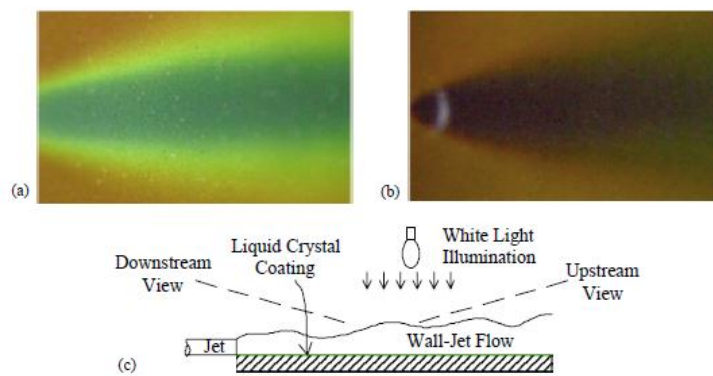 (a)
(b)
Liquid Crystal
Coating
White Light
Illumination
Downstream
View
Upstream
View
Jet
Wall-Jet Flow
(c)